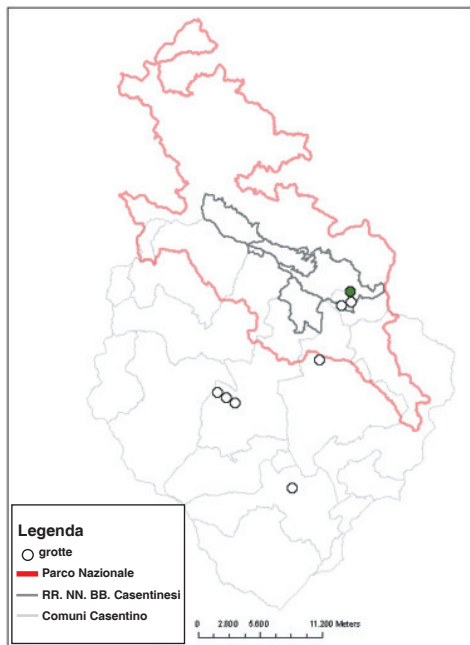 Legenda
grotte
Parco Nazionale
RR. NN. BB. Casentinesi
Comuni Casentino
0 2.800 5.600 11.200 Meters